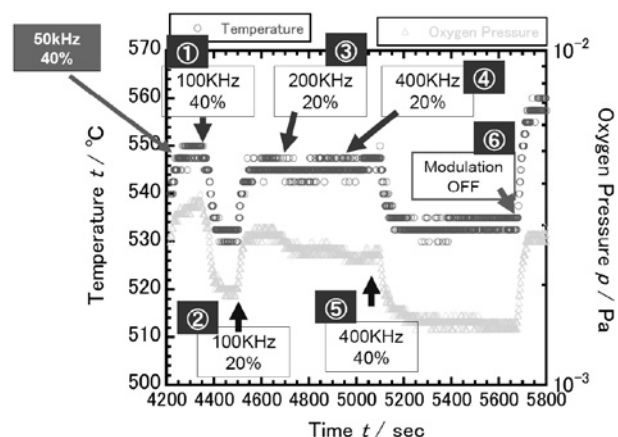 Temperature
Oxygen Pressure
50kHz
40%
①
100KHz
40%
③
200KHz
20%
400KHz
20%
④
⑥
Modulation
OFF
②
100KHz
20%
⑤
400KHz
40%
570
560
550
540
530
520
510
500
Temperature t / °C
10⁻²
10⁻³
Oxygen Pressure p / Pa
4200 4400 4600 4800 5000 5200 5400 5600 5800
Time t / sec